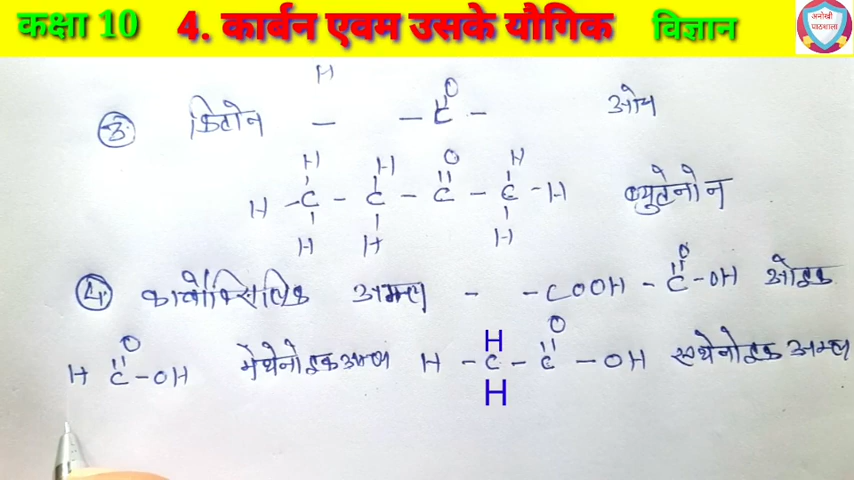 कक्षा 10 4. कार्बन एवम उसके यौगिक विज्ञान
अनोखी
पाठशाला
H
O
③ किटोन – – C – ओन
H H O H
H – C – C – C – C – H ब्युटेनोन
H H H
O
④ कार्बोक्सिलिक अम्ल – – COOH – C – OH ओइक
O H O
H C – OH मेथेनोइक अम्ल H – C – C – OH एथेनोइक अम्ल
H